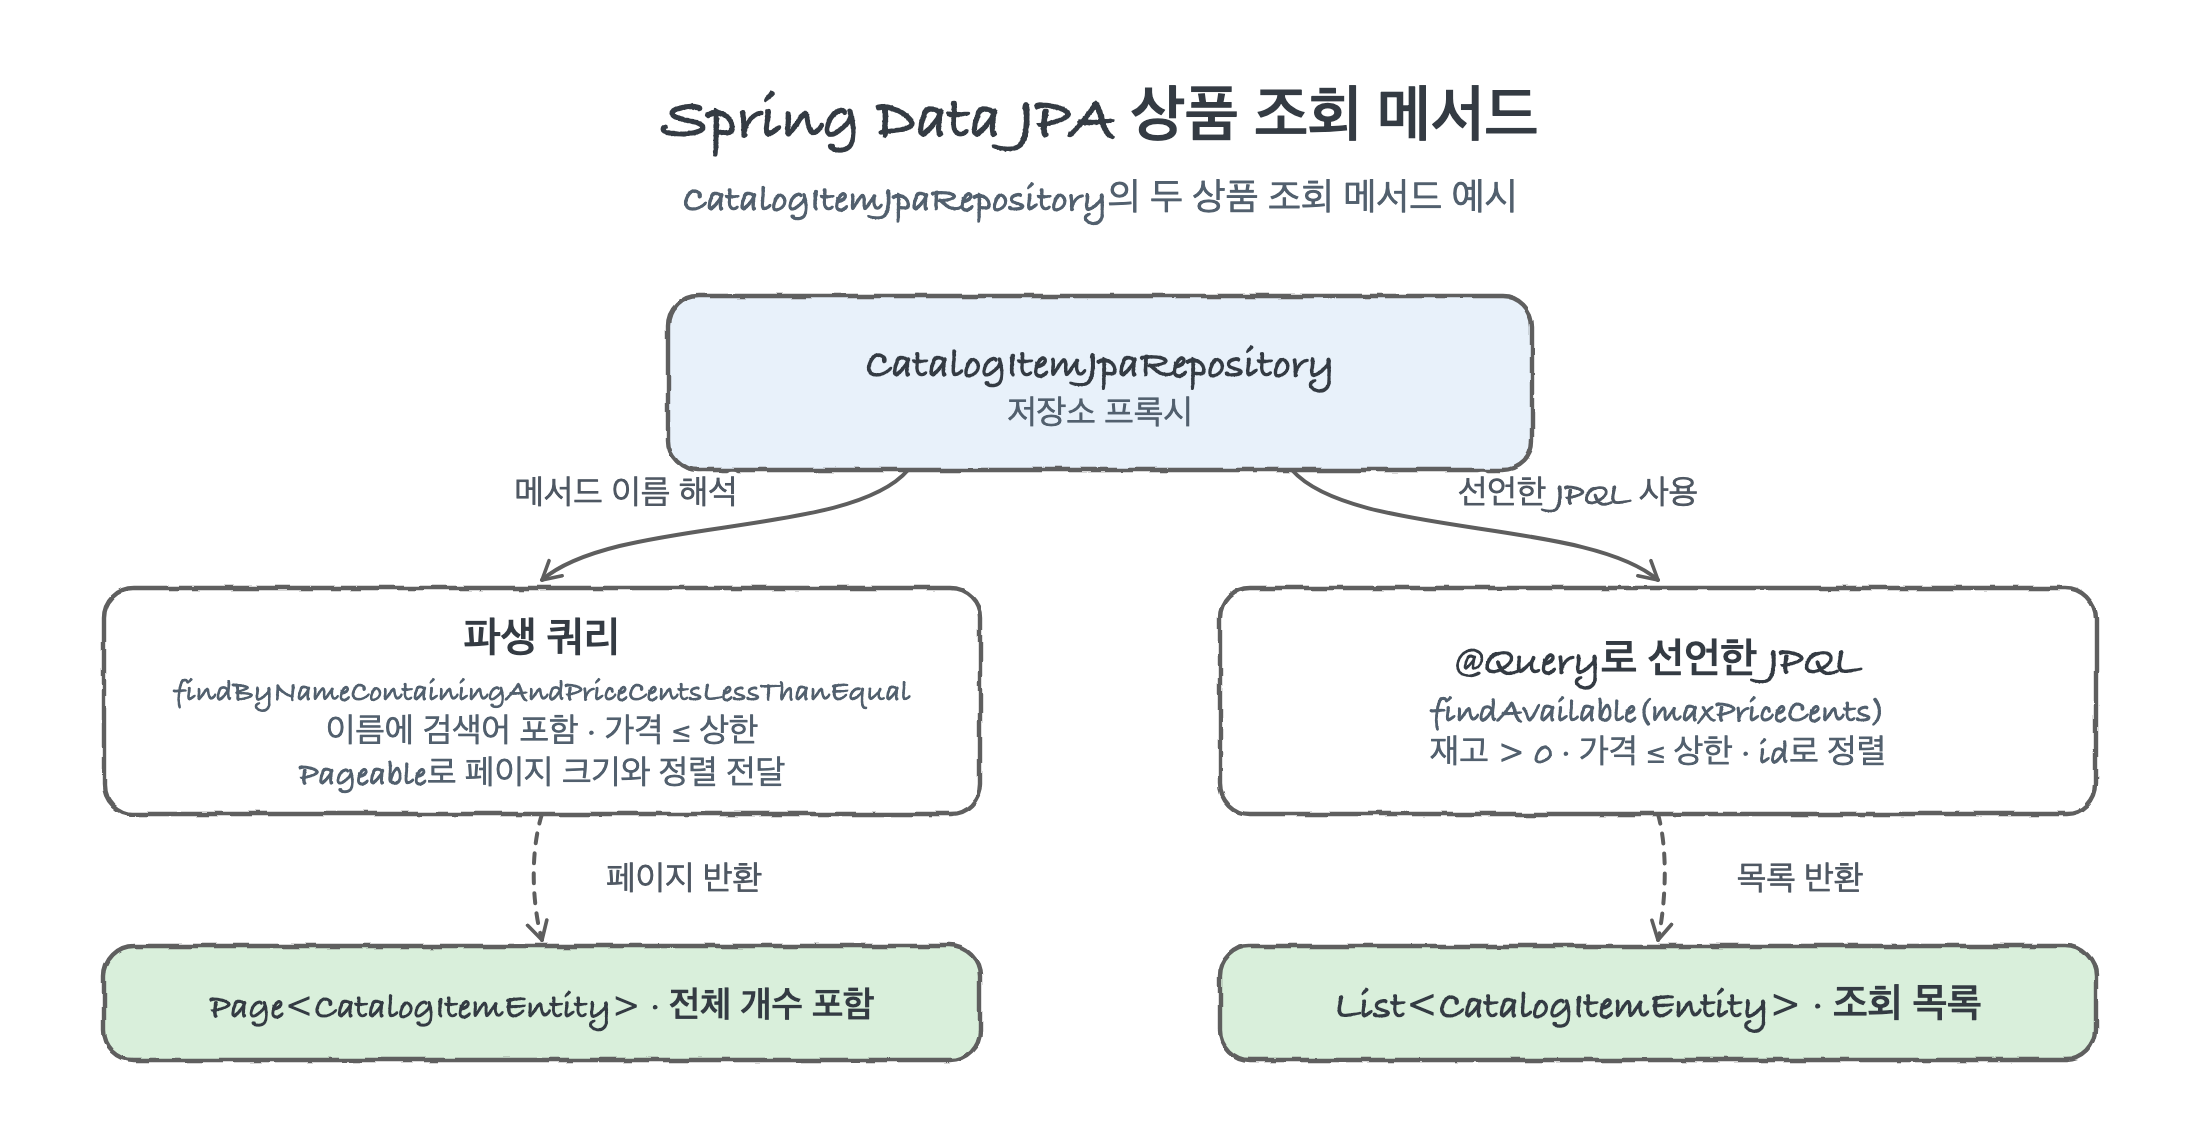 Spring Data JPA 상품 조회 메서드
CatalogItemJpaRepository의 두 상품 조회 메서드 예시
CatalogItemJpaRepository
저장소 프록시
메서드 이름 해석
선언한 JPQL 사용
파생 쿼리
findByNameContainingAndPriceCentsLessThanEqual
이름에 검색어 포함 · 가격 ≤ 상한
Pageable로 페이지 크기와 정렬 전달
@Query로 선언한 JPQL
findAvailable(maxPriceCents)
재고 > 0 · 가격 ≤ 상한 · id로 정렬
페이지 반환
목록 반환
Page<CatalogItemEntity> · 전체 개수 포함
List<CatalogItemEntity> · 조회 목록